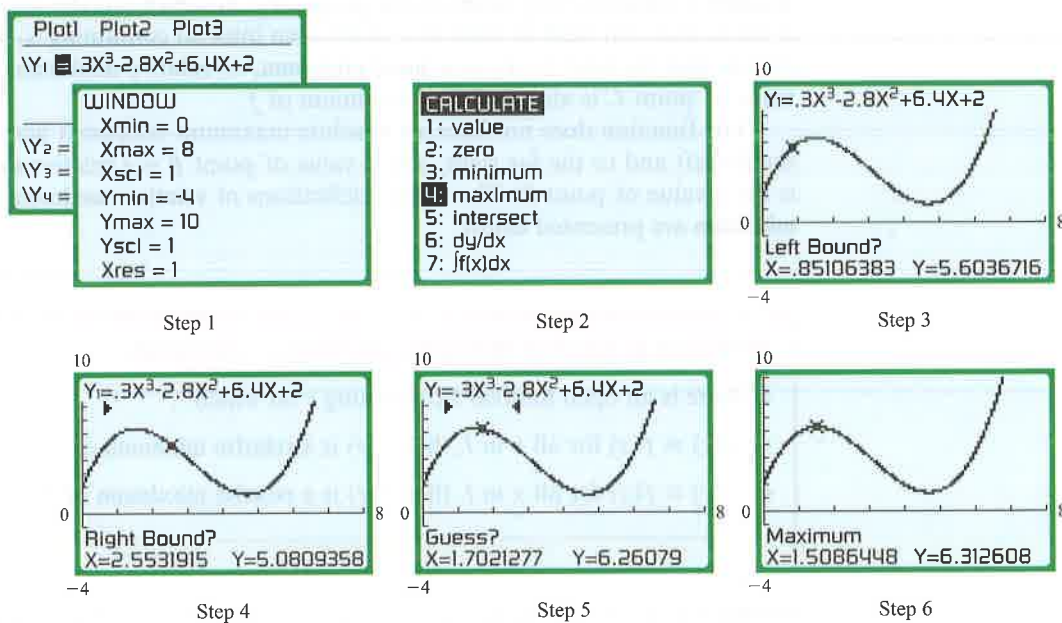 Plot1 Plot2 Plot3
\Y1=.3X³-2.8X²+6.4X+2
\Y2=
\Y3=
\Y4=
WINDOW
Xmin = 0
Xmax = 8
Xscl = 1
Ymin = -4
Ymax = 10
Yscl = 1
Xres = 1
Step 1
CALCULATE
1: value
2: zero
3: minimum
4: maximum
5: intersect
6: dy/dx
7: ∫f(x)dx
Step 2
10
Y1=.3X³-2.8X²+6.4X+2
0
8
Left Bound?
X=.85106383 Y=5.6036716
−4
Step 3
10
Y1=.3X³-2.8X²+6.4X+2
0
8
Right Bound?
X=2.5531915 Y=5.0809358
−4
Step 4
10
Y1=.3X³-2.8X²+6.4X+2
0
8
Guess?
X=1.7021277 Y=6.26079
−4
Step 5
10
0
8
Maximum
X=1.5086448 Y=6.312608
−4
Step 6